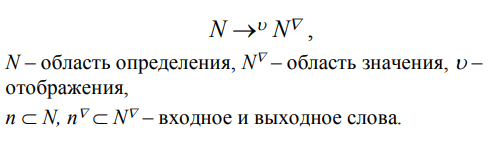 N →ᵘ N^∇ ,
N – область определения, N^∇ – область значения, υ –
отображения,
n ⊂ N, n^∇ ⊂ N^∇ – входное и выходное слова.